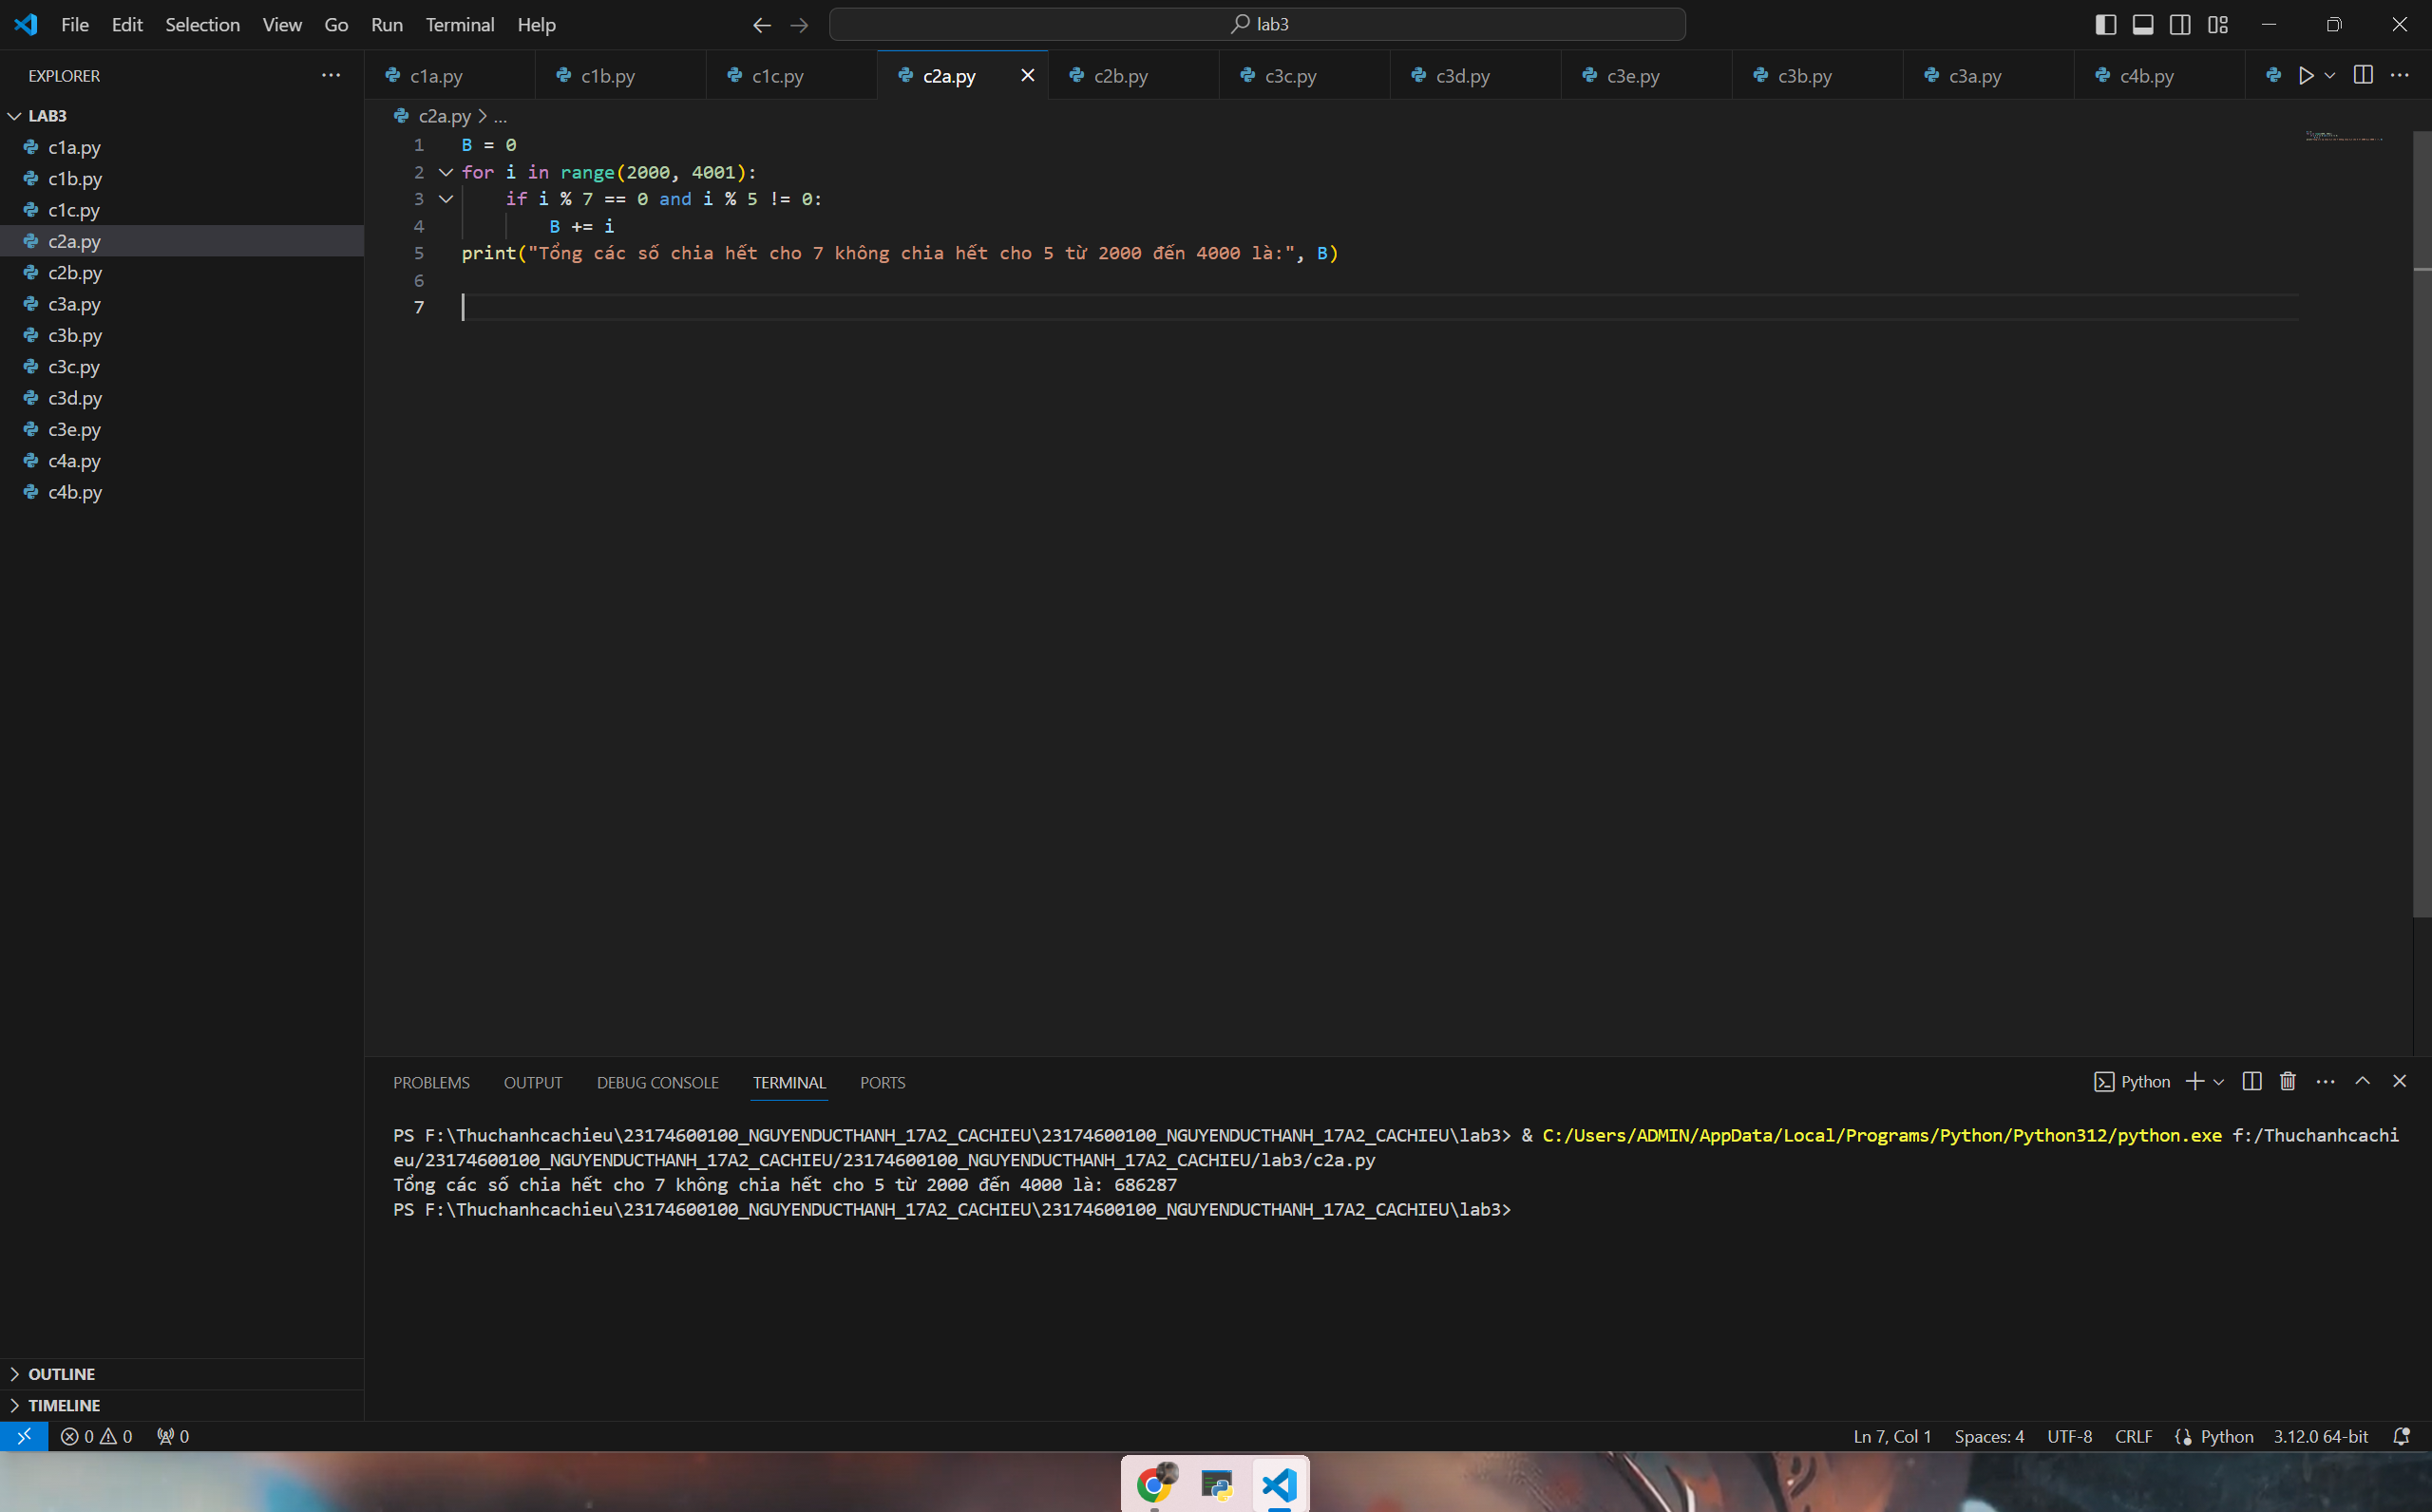 File Edit Selection View Go Run Terminal Help
lab3
EXPLORER
LAB3
c1a.py
c1b.py
c1c.py
c2a.py
c2b.py
c3a.py
c3b.py
c3c.py
c3d.py
c3e.py
c4a.py
c4b.py
OUTLINE
TIMELINE
c1a.py c1b.py c1c.py c2a.py c2b.py c3c.py c3d.py c3e.py c3b.py c3a.py c4b.py
c2a.py > ...
1 B = 0
2 for i in range(2000, 4001):
3 if i % 7 == 0 and i % 5 != 0:
4 B += i
5 print("Tổng các số chia hết cho 7 không chia hết cho 5 từ 2000 đến 4000 là:", B)
6
7
PROBLEMS OUTPUT DEBUG CONSOLE TERMINAL PORTS
Python
PS F:\Thuchanhcachieu\23174600100_NGUYENDUCTHANH_17A2_CACHIEU\23174600100_NGUYENDUCTHANH_17A2_CACHIEU\lab3> & C:/Users/ADMIN/AppData/Local/Programs/Python/Python312/python.exe f:/Thuchanhcachi
eu/23174600100_NGUYENDUCTHANH_17A2_CACHIEU/23174600100_NGUYENDUCTHANH_17A2_CACHIEU/lab3/c2a.py
Tổng các số chia hết cho 7 không chia hết cho 5 từ 2000 đến 4000 là: 686287
PS F:\Thuchanhcachieu\23174600100_NGUYENDUCTHANH_17A2_CACHIEU\23174600100_NGUYENDUCTHANH_17A2_CACHIEU\lab3>
0 0 0 Ln 7, Col 1 Spaces: 4 UTF-8 CRLF Python 3.12.0 64-bit